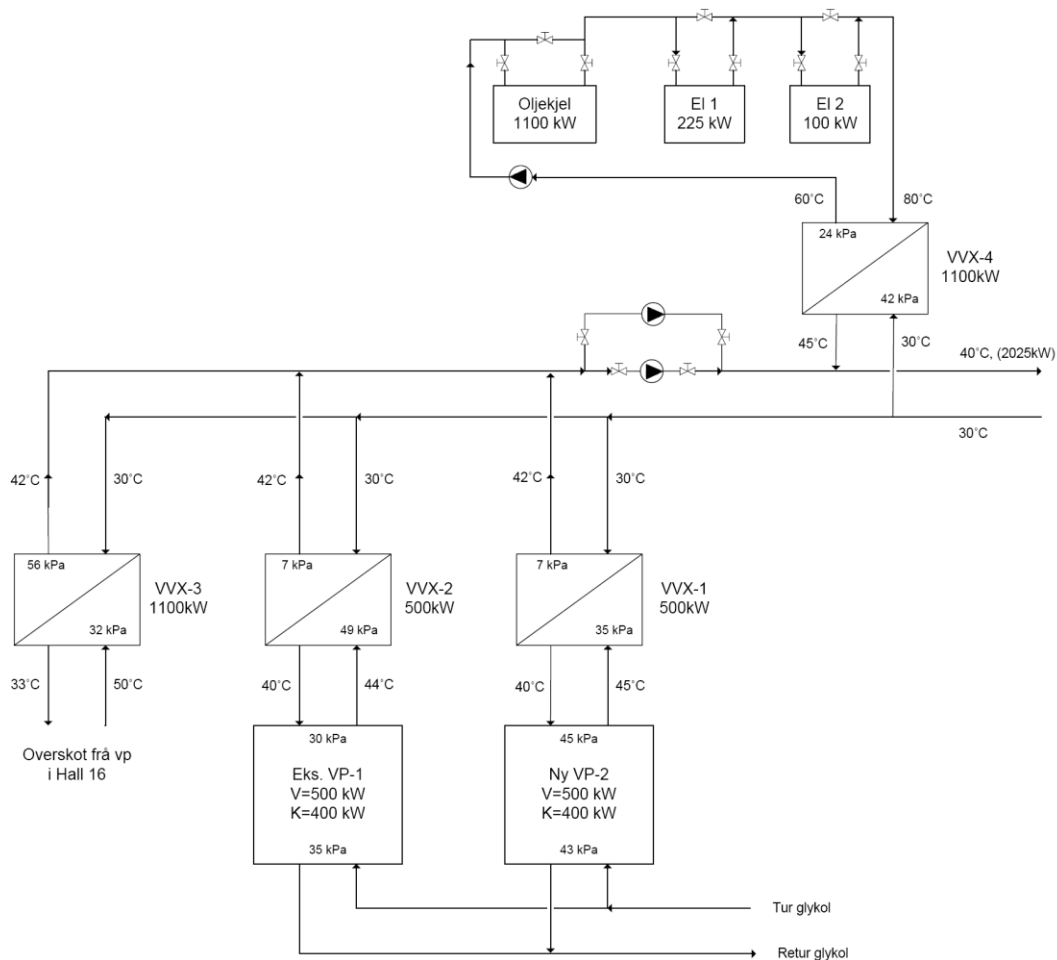 Oljekjel
1100 kW
El 1
225 kW
El 2
100 kW
60°C
80°C
24 kPa
42 kPa
VVX-4
1100kW
45°C
30°C
40°C, (2025kW)
30°C
42°C
30°C
42°C
30°C
42°C
30°C
56 kPa
32 kPa
VVX-3
1100kW
7 kPa
49 kPa
VVX-2
500kW
7 kPa
35 kPa
VVX-1
500kW
33°C
50°C
40°C
44°C
40°C
45°C
Overskot frå vp
i Hall 16
30 kPa
Eks. VP-1
V=500 kW
K=400 kW
35 kPa
45 kPa
Ny VP-2
V=500 kW
K=400 kW
43 kPa
Tur glykol
Retur glykol